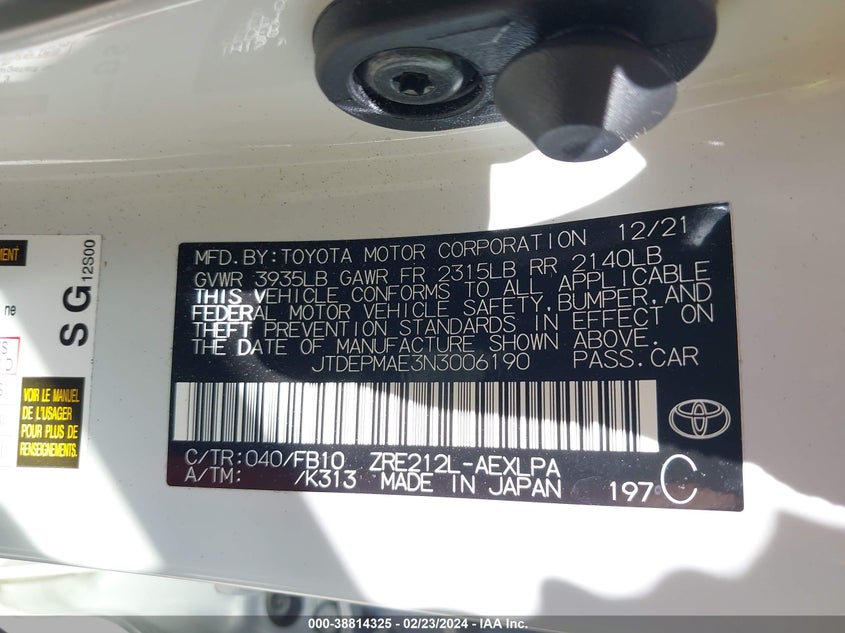 MFD. BY: TOYOTA MOTOR CORPORATION 12/21
GVWR 3935LB GAWR FR 2315LB RR 2140LB
THIS VEHICLE CONFORMS TO ALL APPLICABLE
FEDERAL MOTOR VEHICLE SAFETY, BUMPER, AND
THEFT PREVENTION STANDARDS IN EFFECT ON
THE DATE OF MANUFACTURE SHOWN ABOVE.
JTDEPMAE3N3006190 PASS. CAR
C/TR: 040/FB10 ZRE212L-AEXLPA
A/TM: /K313 MADE IN JAPAN 197 C
MENT
ne
S
D
SG 12S00
VOIR LE MANUEL
DE L'USAGER
POUR PLUS DE
RENSEIGNEMENTS.
000-38814325 / 02/23/2024 - IAA Inc.